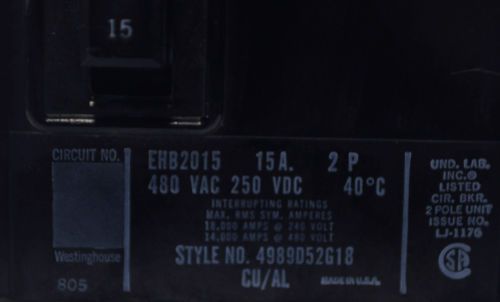 15
CIRCUIT NO.
Westinghouse
805
EHB2015 15A. 2 P
480 VAC 250 VDC 40°C
INTERRUPTING RATINGS
MAX. RMS SYM. AMPERES
18,000 AMPS @ 240 VOLT
14,000 AMPS @ 480 VOLT
STYLE NO. 4989D52G18
CU/AL MADE IN U.S.A.
UND. LAB.
INC.®
LISTED
CIR. BKR.
2 POLE UNIT
ISSUE NO.
LJ-1176
SA